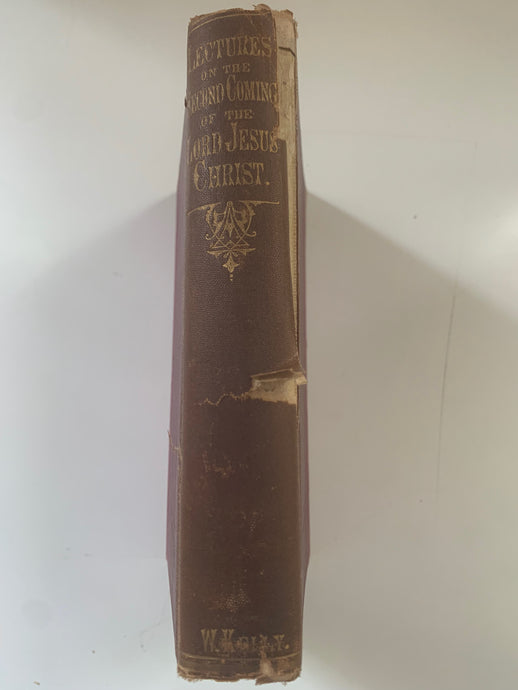 LECTURES
ON THE
SECOND COMING
OF THE
LORD JESUS
CHRIST.
W. KELLY.